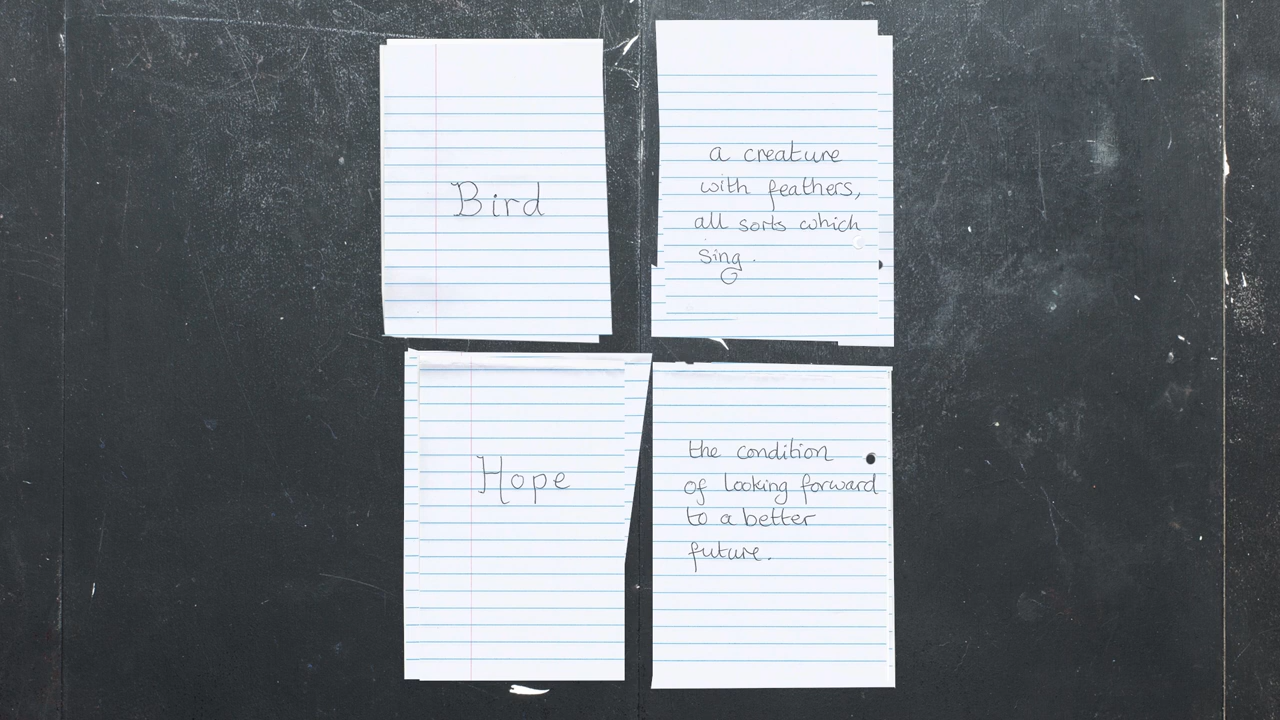 Bird
a creature
with feathers,
all sorts which
sing.
Hope
the condition
of looking forward
to a better
future.